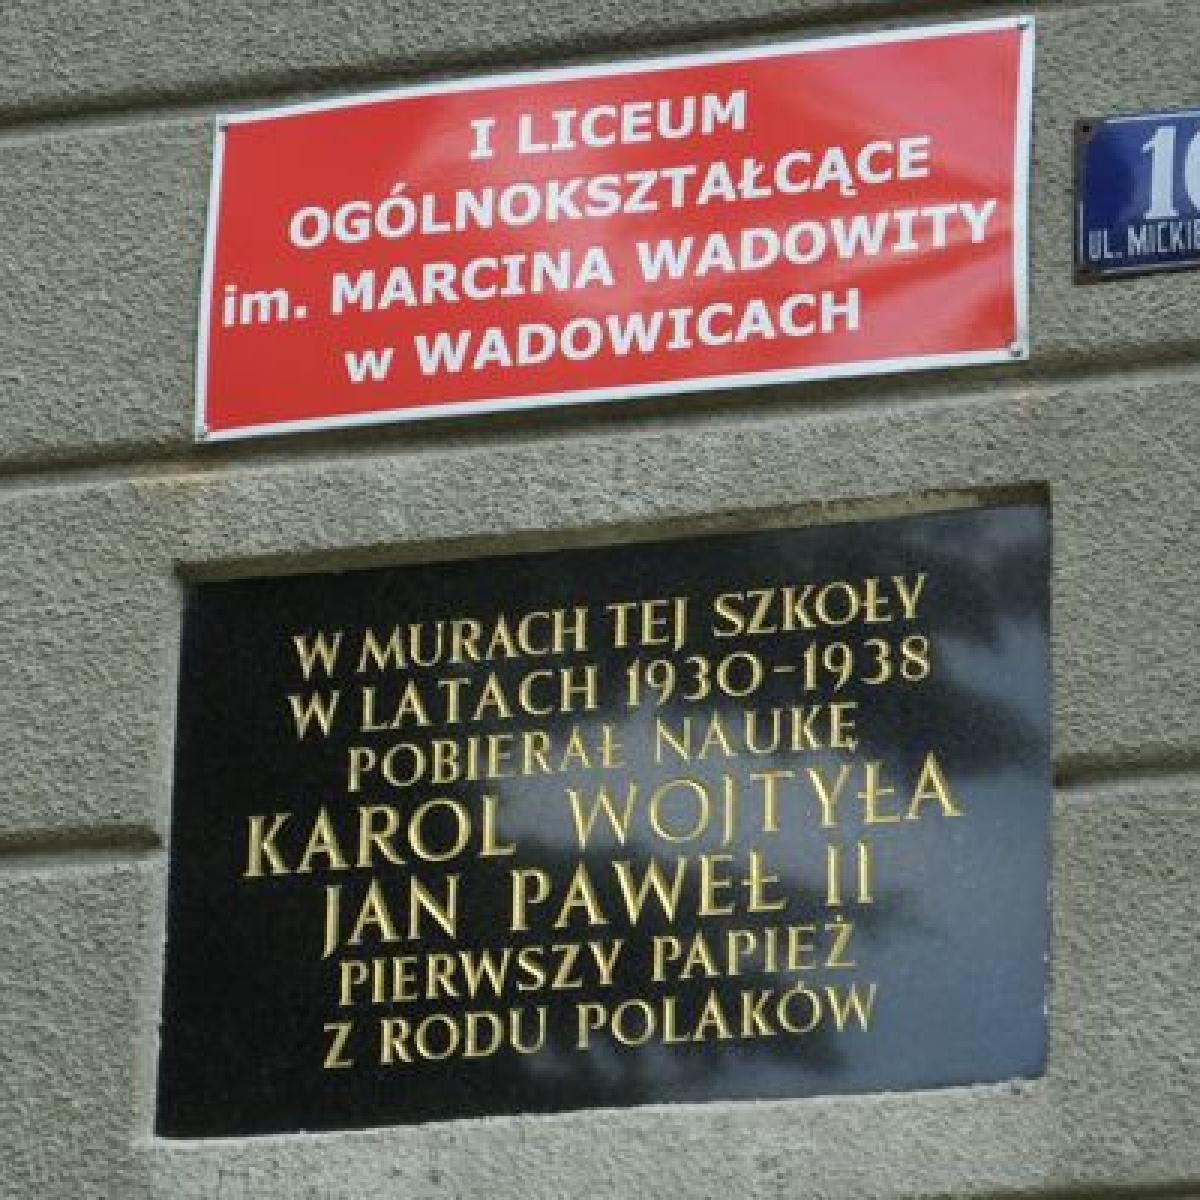 I LICEUM
OGÓLNOKSZTAŁCĄCE
im. MARCINA WADOWITY
w WADOWICACH
UL.
W MURACH TEJ SZKOŁY
W LATACH 1930-1938
POBIERAŁ NAUKĘ
KAROL WOJTYŁA
JAN PAWEŁ II
PIERWSZY PAPIEŻ
Z RODU POLAKÓW